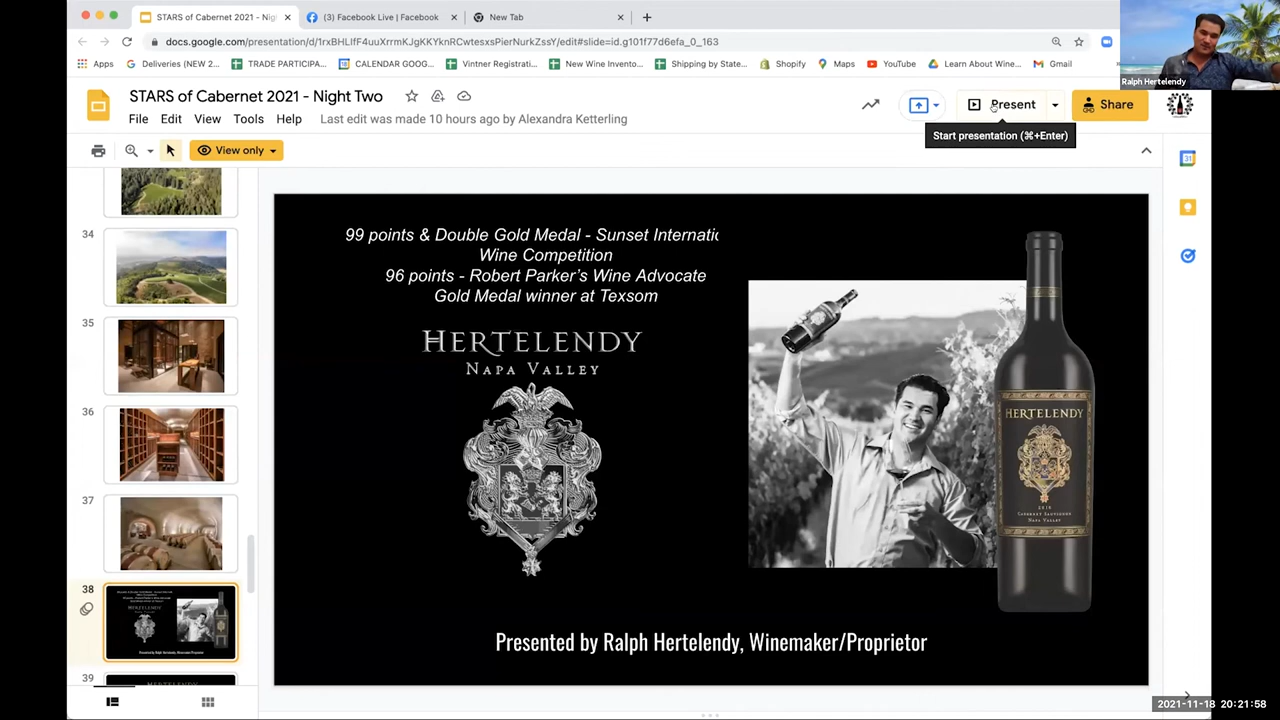 STARS of Cabernet 2021 - Nig
(3) Facebook Live | Facebook
New Tab
docs.google.com/presentation/d/1rxBHLIfF4uuXrrmKJgKKYknRCwtesxsPierNurkZssY/edit#slide=id.g101f77d6efa_0_163
Ralph Hertelendy
Apps
Deliveries (NEW 2...
TRADE PARTICIPA...
CALENDAR GOOG...
Vintner Registrati...
New Wine Invento...
Shipping by State...
Shopify
Maps
YouTube
Learn About Wine...
Gmail
STARS of Cabernet 2021 - Night Two
Present
Share
File Edit View Tools Help Last edit was made 10 hours ago by Alexandra Ketterling
Start presentation (⌘+Enter)
View only
31
34
35
36
37
38
39
99 points & Double Gold Medal - Sunset Internatio
Wine Competition
96 points - Robert Parker's Wine Advocate
Gold Medal winner at Texsom
HERTELENDY
NAPA VALLEY
HERTELENDY
CABERNET SAUVIGNON
NAPA VALLEY
Presented by Ralph Hertelendy, Winemaker/Proprietor
2021-11-18 20:21:58